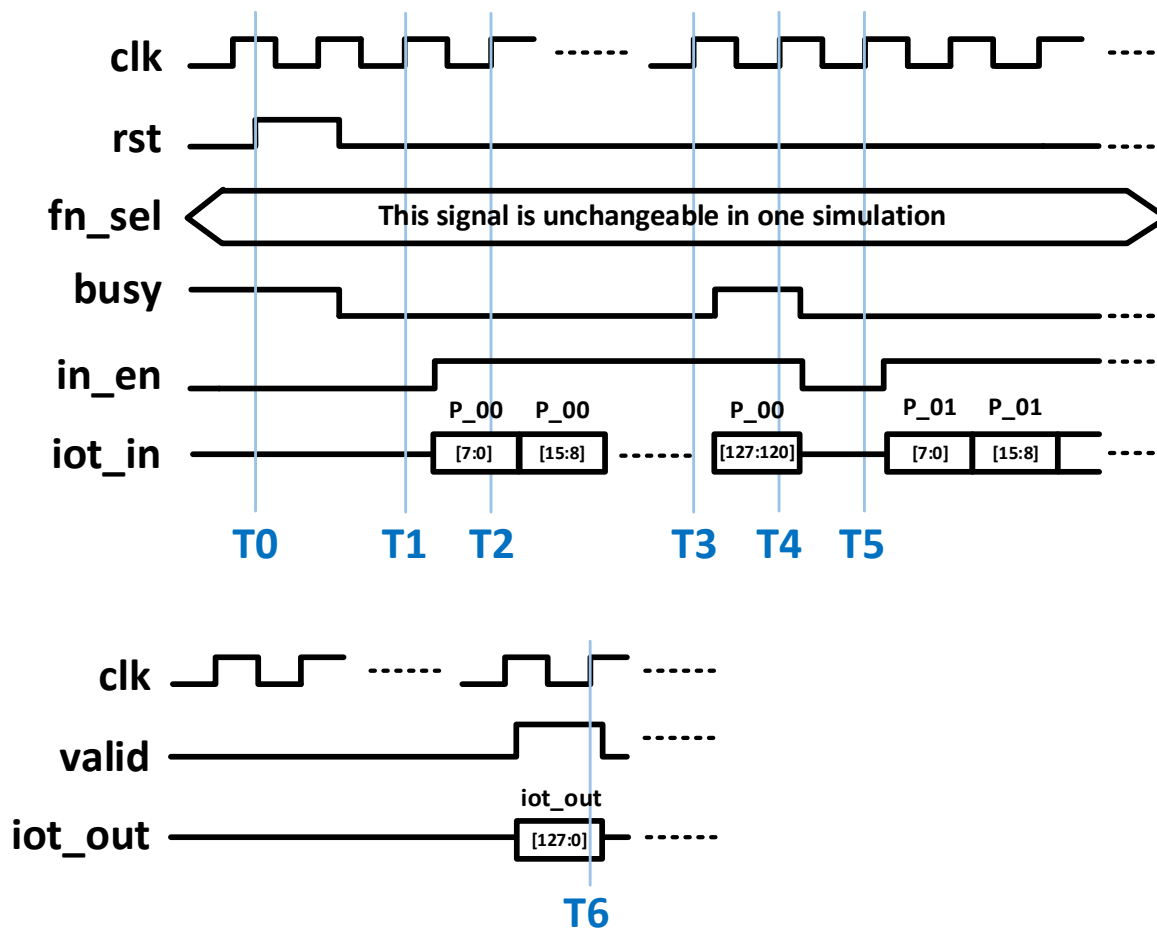 clk
rst
fn_sel
This signal is unchangeable in one simulation
busy
in_en
P_00 P_00 P_00 P_01 P_01
iot_in
[7:0] [15:8] [127:120] [7:0] [15:8]
T0 T1 T2 T3 T4 T5
clk
valid
iot_out
iot_out
[127:0]
T6